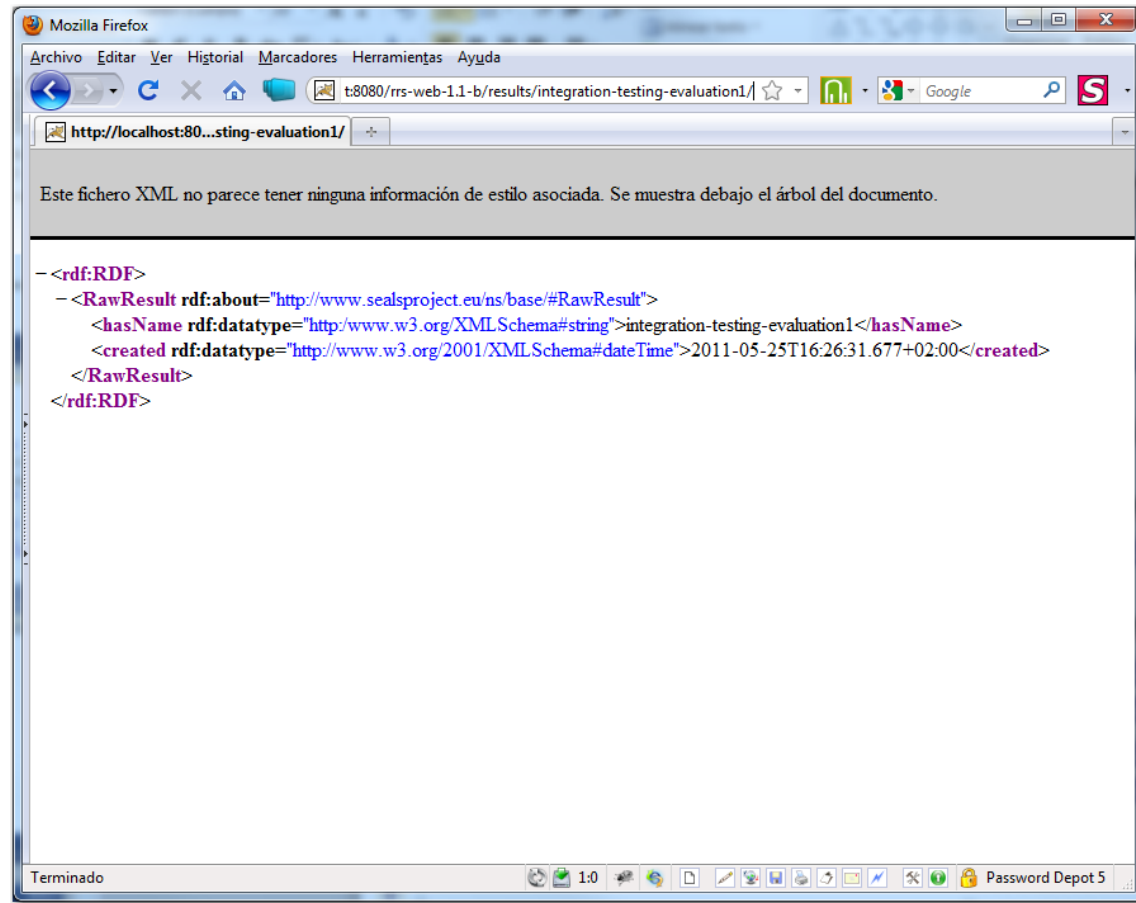 Mozilla Firefox
Archivo Editar Ver Historial Marcadores Herramientas Ayuda
t:8080/rrs-web-1.1-b/results/integration-testing-evaluation1/ Google S
http://localhost:80...sting-evaluation1/
Este fichero XML no parece tener ninguna información de estilo asociada. Se muestra debajo el árbol del documento.
−<rdf:RDF>
−<RawResult rdf:about="http://www.sealsproject.eu/ns/base/#RawResult">
<hasName rdf:datatype="http:/www.w3.org/XMLSchema#string">integration-testing-evaluation1</hasName>
<created rdf:datatype="http://www.w3.org/2001/XMLSchema#dateTime">2011-05-25T16:26:31.677+02:00</created>
</RawResult>
</rdf:RDF>
Terminado 1:0 Password Depot 5